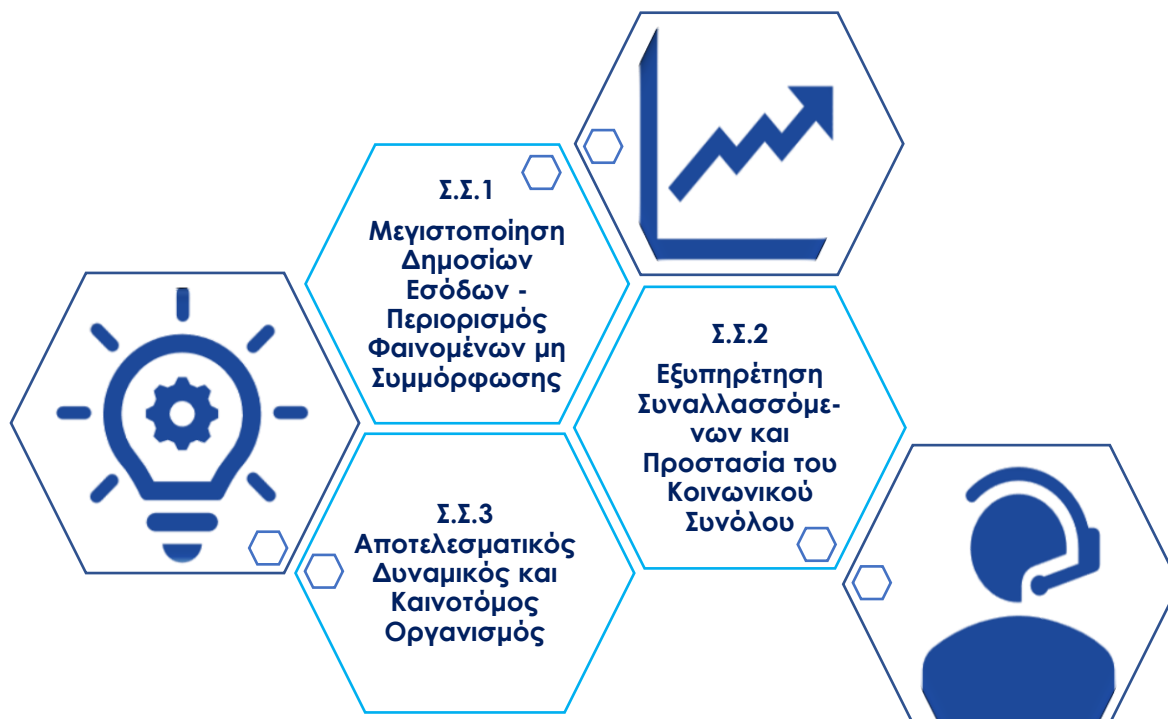 Σ.Σ.1
Μεγιστοποίηση
Δημοσίων
Εσόδων -
Περιορισμός
Φαινομένων μη
Συμμόρφωσης
Σ.Σ.2
Εξυπηρέτηση
Συναλλασσόμε-
νων και
Προστασία του
Κοινωνικού
Συνόλου
Σ.Σ.3
Αποτελεσματικός
Δυναμικός και
Καινοτόμος
Οργανισμός